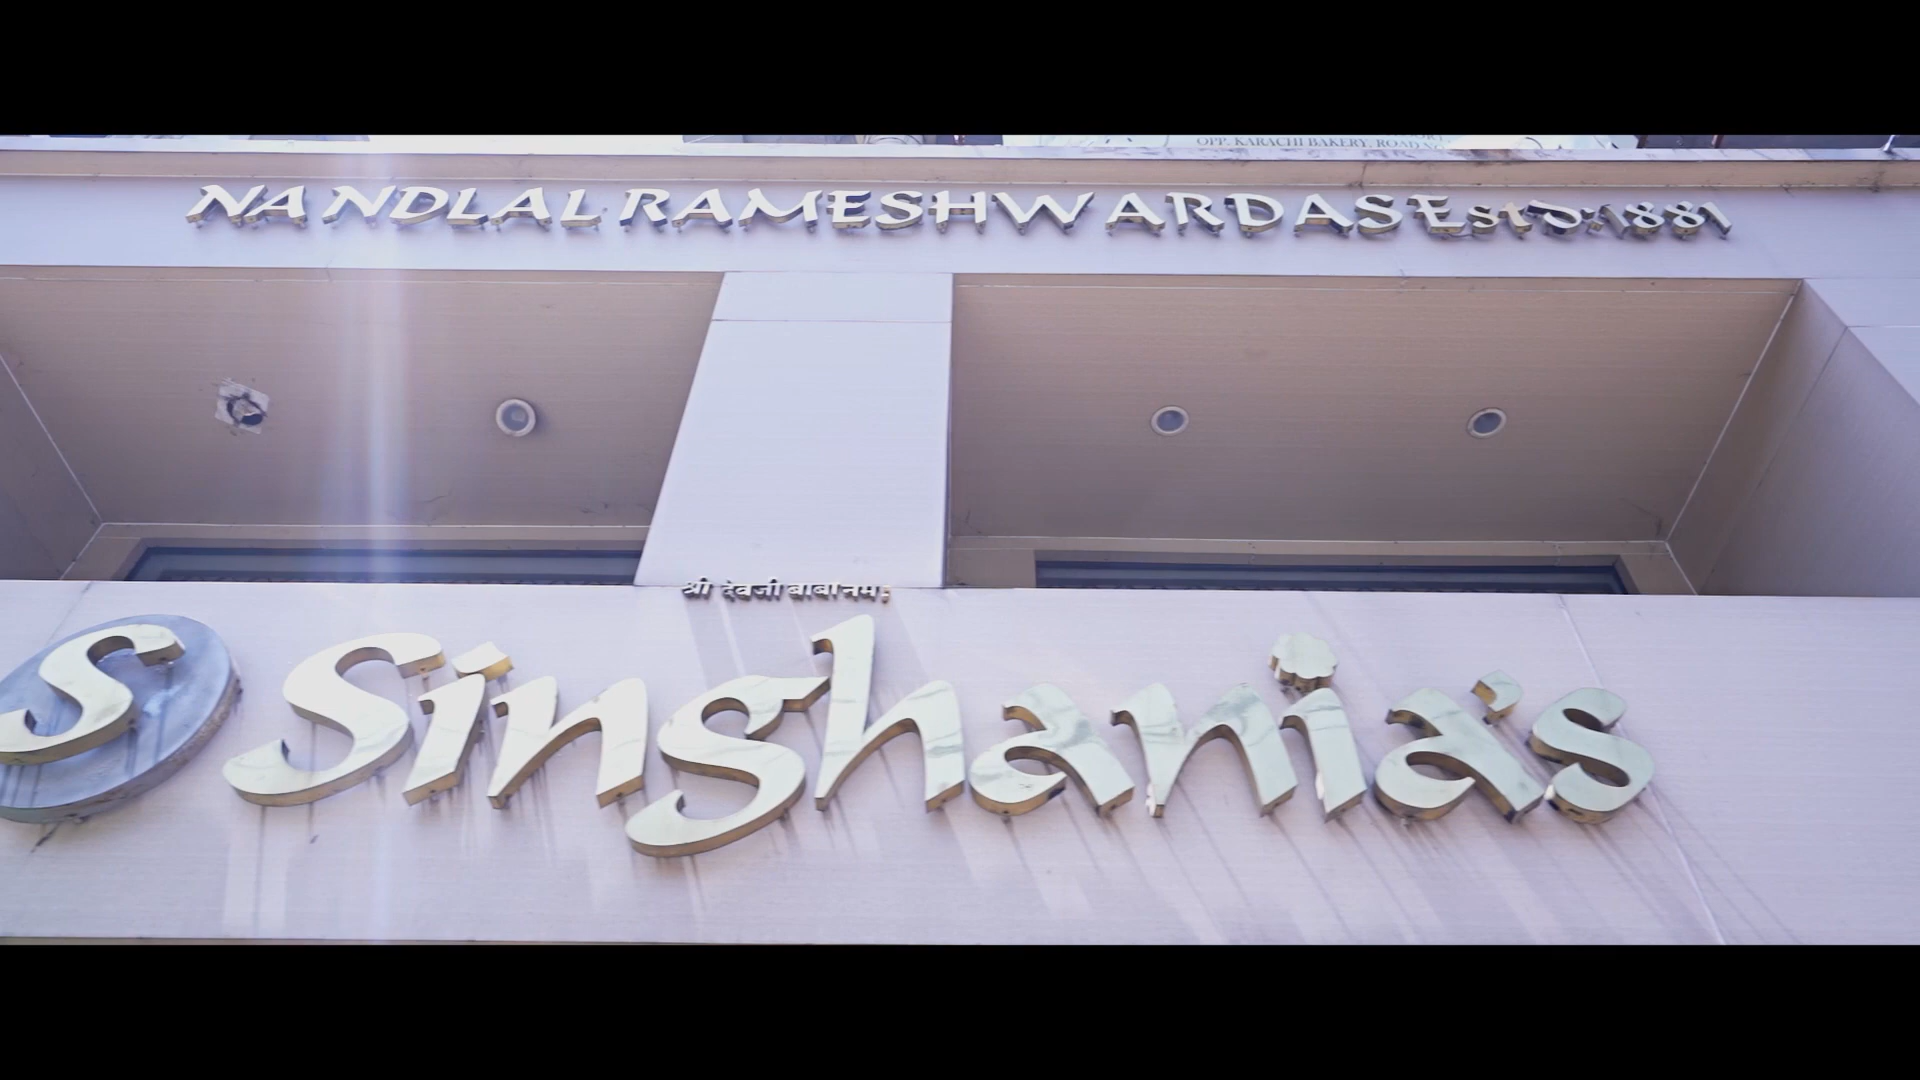 OPP. KARACHI BAKERY, ROAD
NANDLAL RAMESHWARDAS Estd:1881
श्री देवजी बाबा नम:
S Singhania's